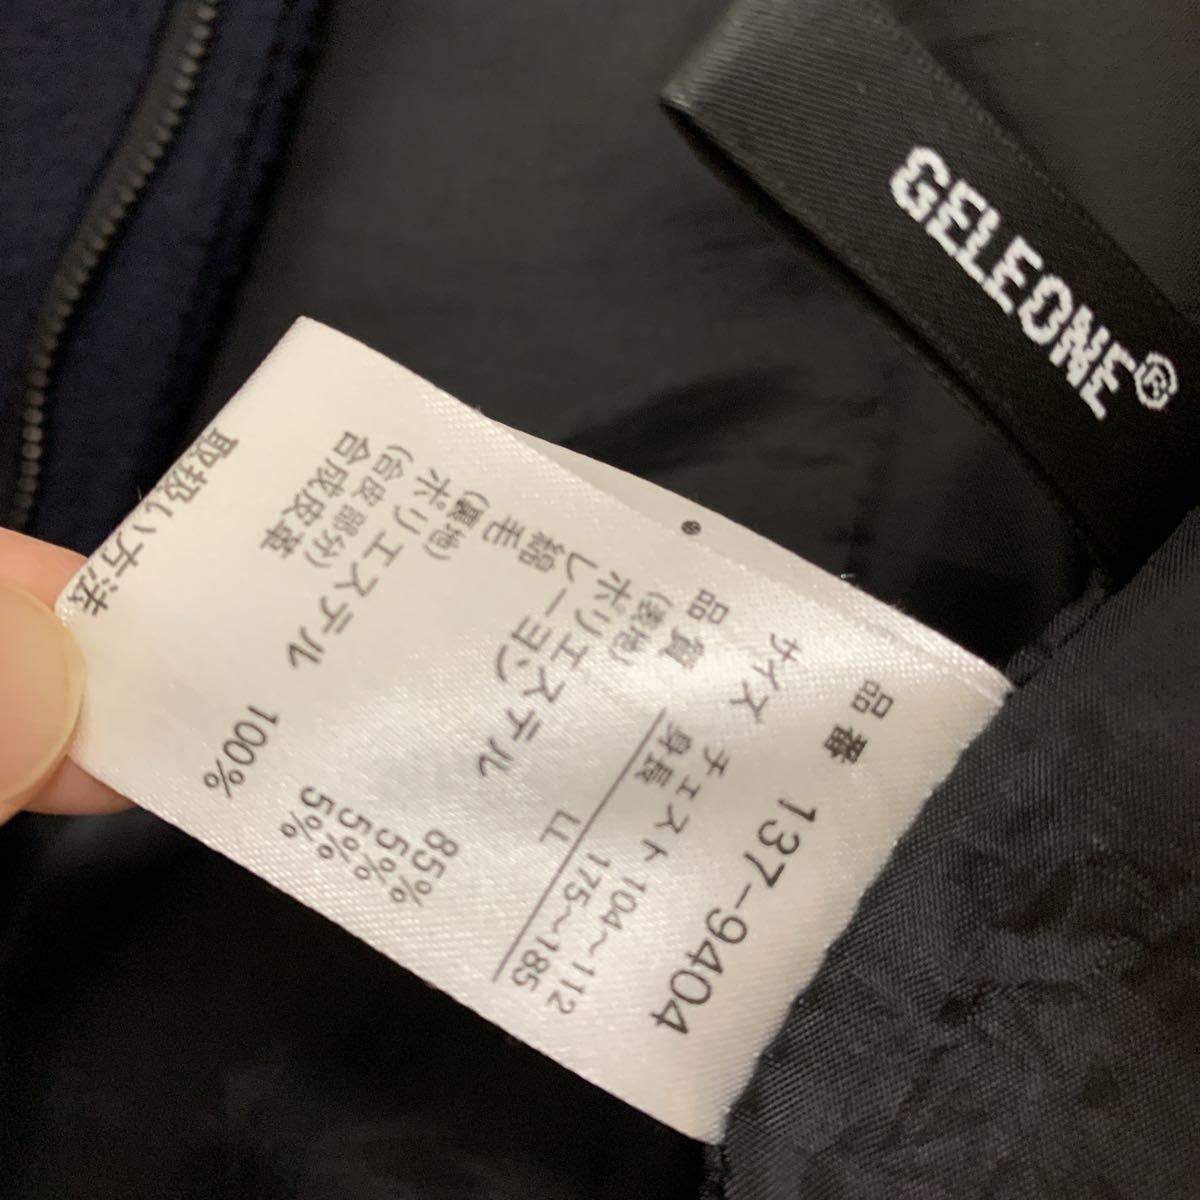 GELEONE®
品番 137-9404
サイズ チェスト 104～112
身長 175～185
LL
品質
(表地)
ポリエステル 85%
レーヨン 5%
綿 5%
毛 5%
(裏地)
ポリエステル 100%
(合皮部分)
合成皮革
取扱い方法